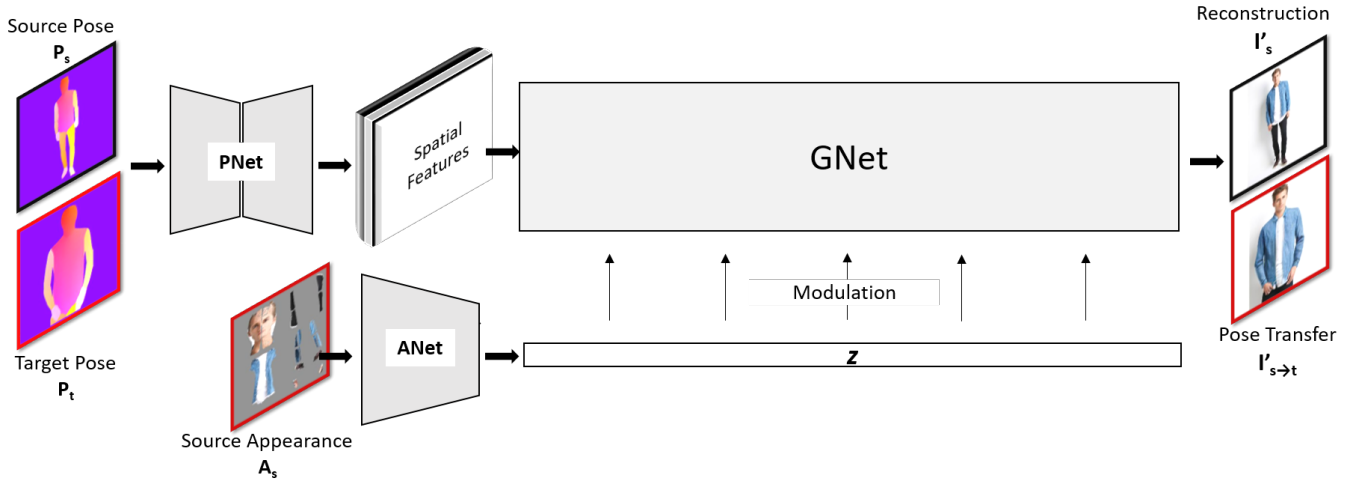 Source Pose
Pₛ
PNet
Spatial
Features
GNet
Reconstruction
I'ₛ
Target Pose
Pₜ
Source Appearance
Aₛ
ANet
Modulation
z
Pose Transfer
I'ₛ→ₜ